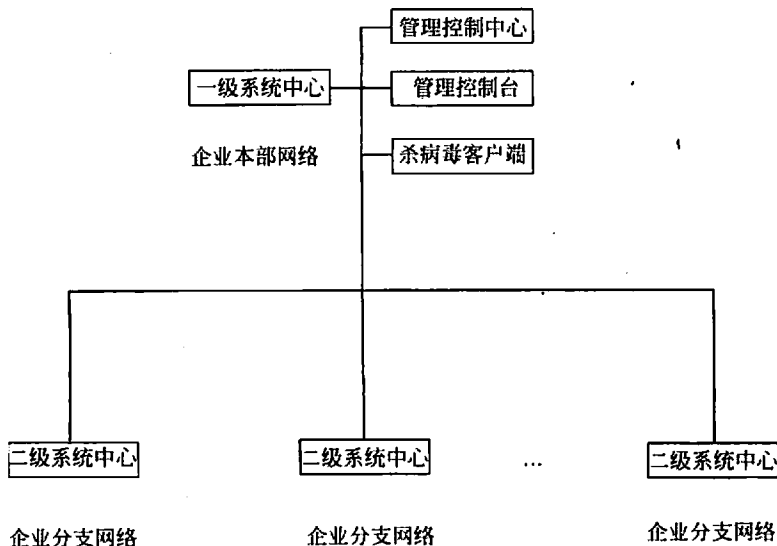 管理控制中心
一级系统中心
管理控制台
企业本部网络
杀病毒客户端
二级系统中心
二级系统中心
...
二级系统中心
企业分支网络
企业分支网络
企业分支网络